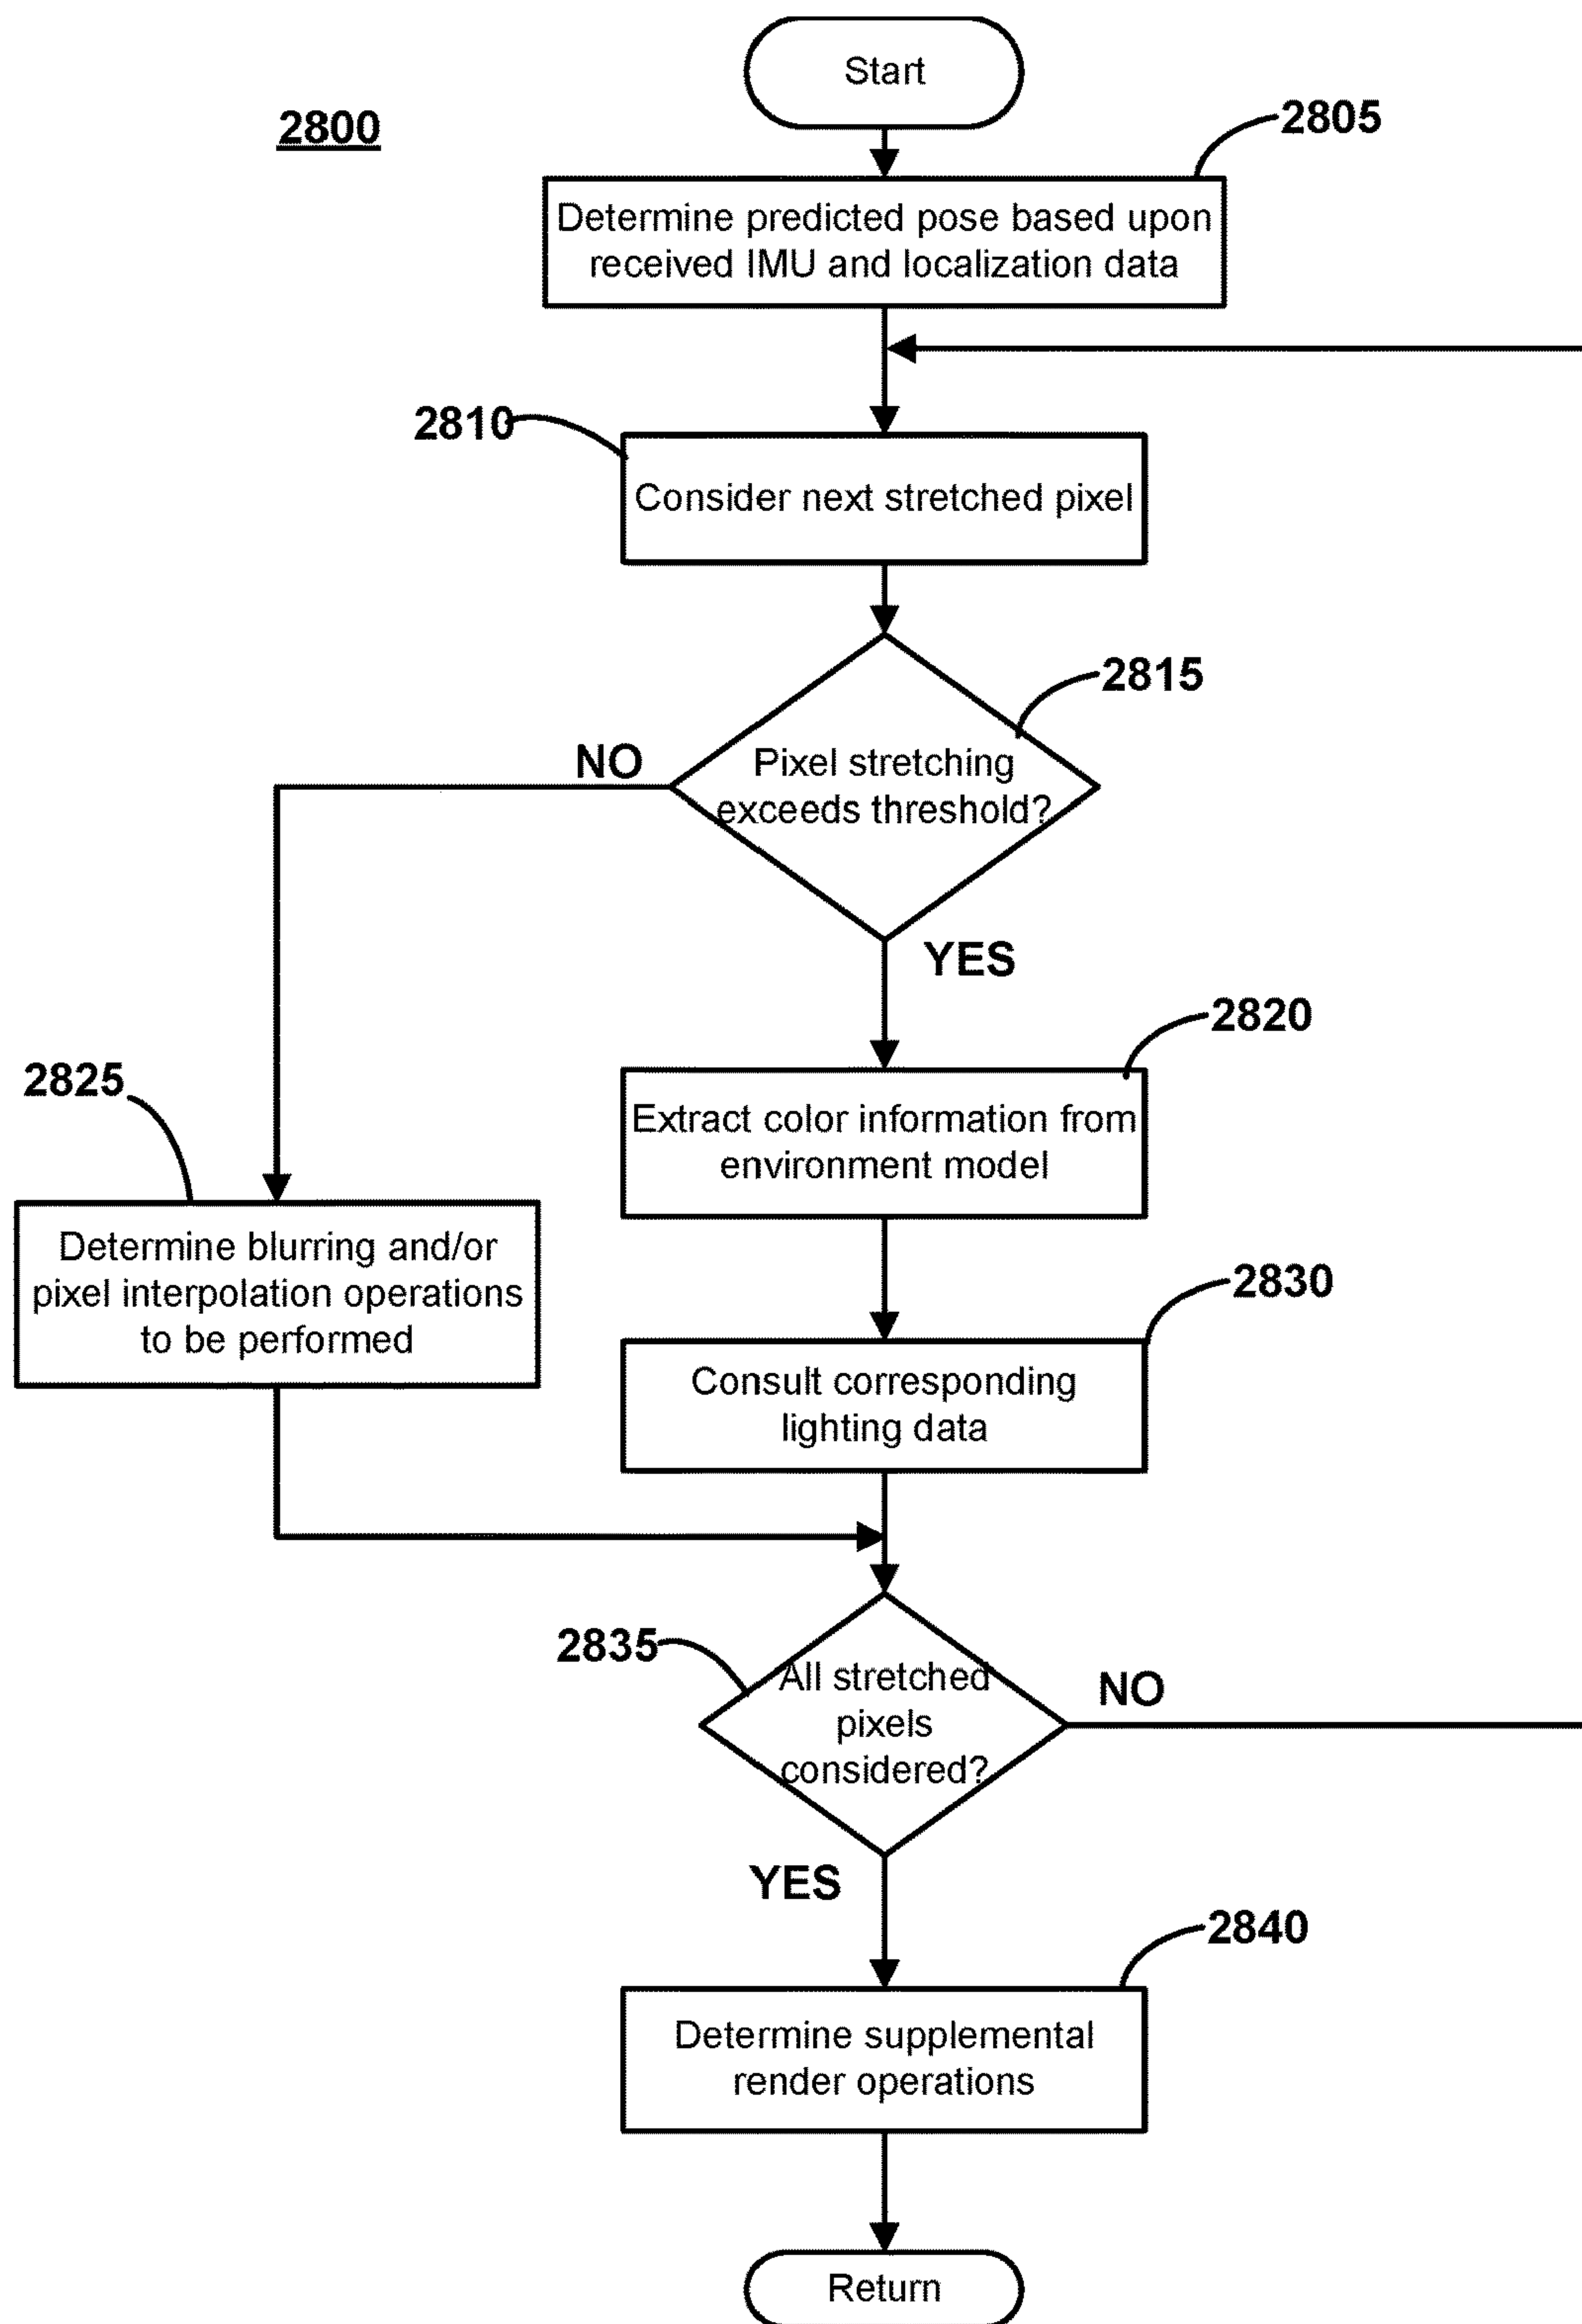 Start
2800
2805
Determine predicted pose based upon
received IMU and localization data
2810
Consider next stretched pixel
2815
NO
Pixel stretching
exceeds threshold?
YES
2820
2825
Extract color information from
environment model
Determine blurring and/or
pixel interpolation operations
to be performed
2830
Consult corresponding
lighting data
2835
All stretched
pixels
considered?
NO
YES
2840
Determine supplemental
render operations
Return